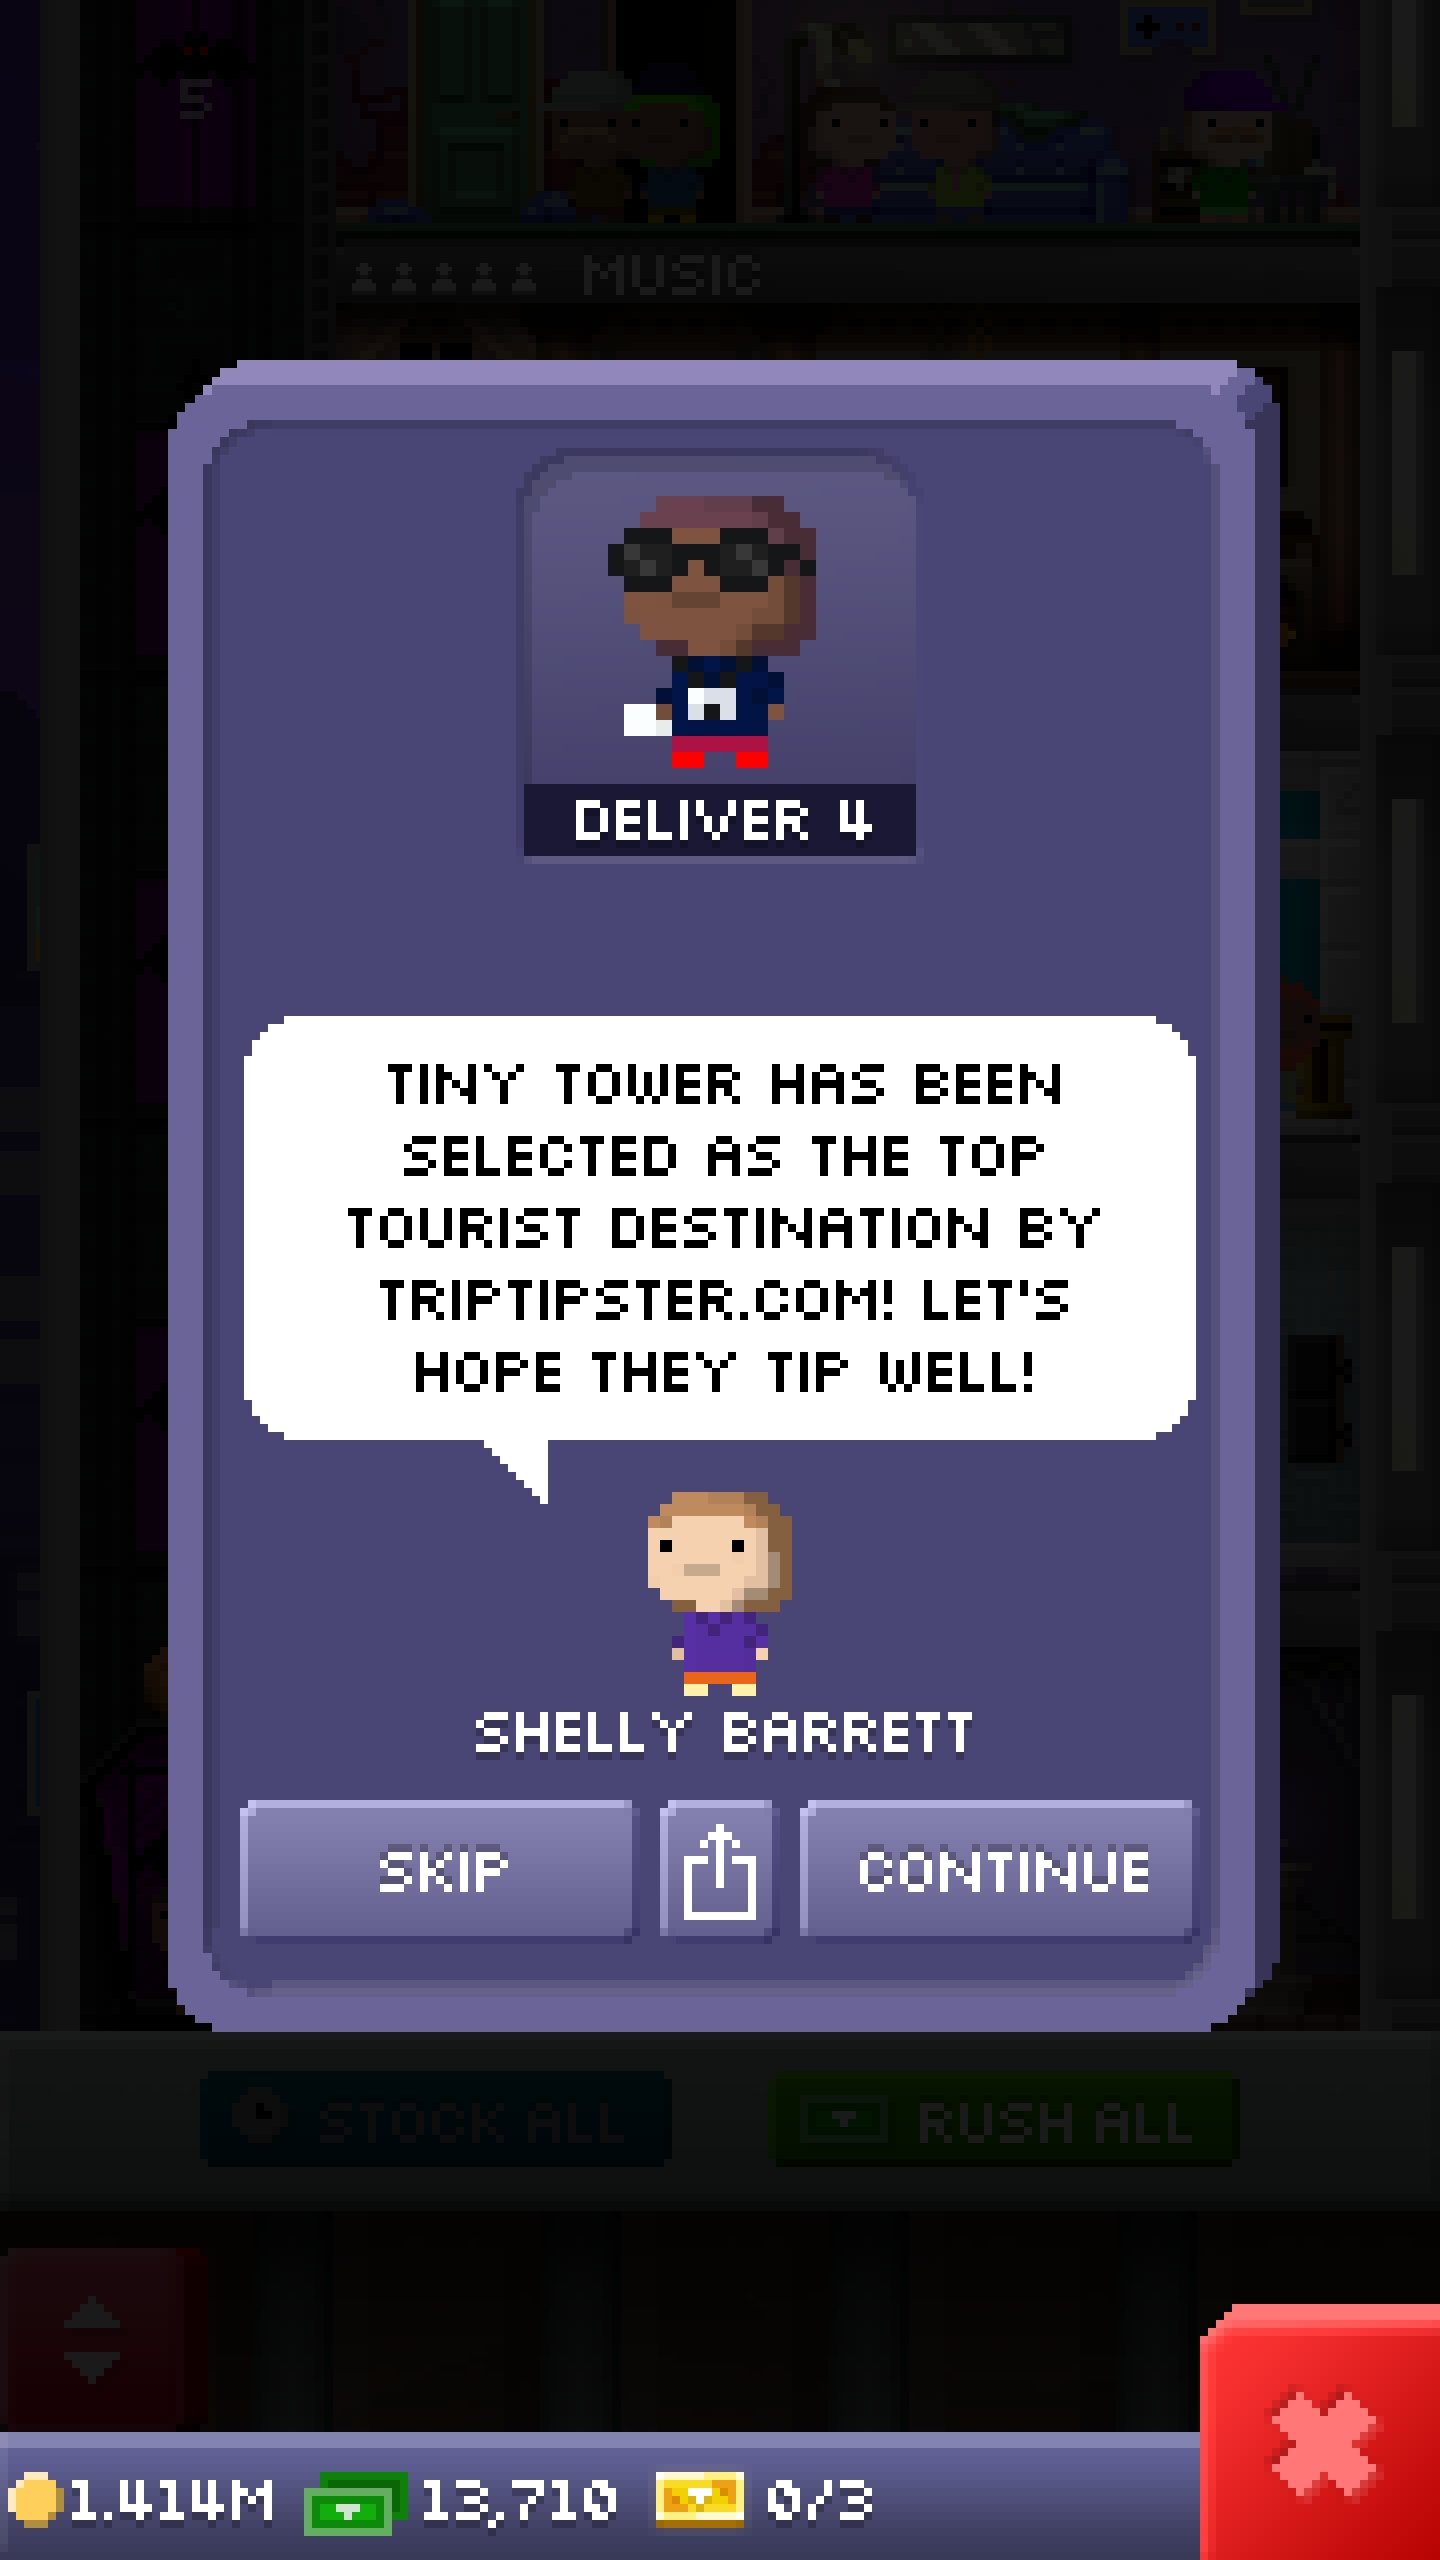 5
MUSIC
DELIVER 4
TINY TOWER HAS BEEN
SELECTED AS THE TOP
TOURIST DESTINATION BY
TRIPTIPSTER.COM! LET'S
HOPE THEY TIP WELL!
SHELLY BARRETT
SKIP
CONTINUE
STOCK ALL
RUSH ALL
1.414M 13,710 0/3